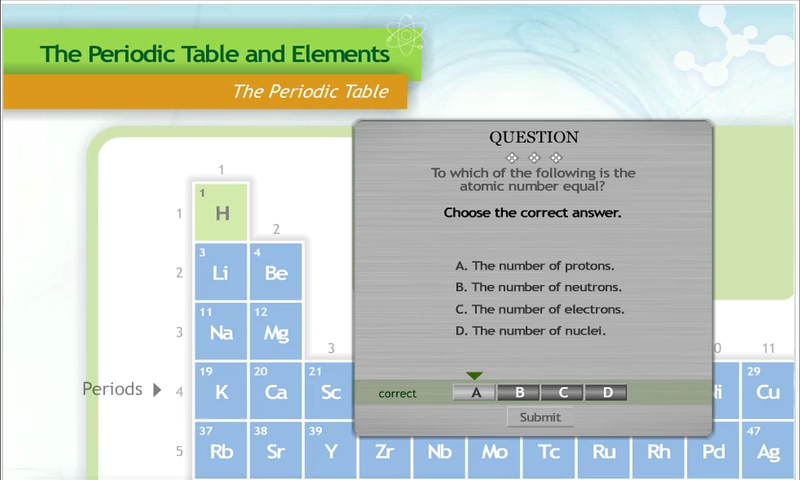 The Periodic Table and Elements
The Periodic Table
QUESTION
To which of the following is the
atomic number equal?
Choose the correct answer.
A. The number of protons.
B. The number of neutrons.
C. The number of electrons.
D. The number of nuclei.
correct A B C D
Submit
1
1 1 H
2
2 3 Li 4 Be
3 11 Na 12 Mg
3 11
Periods 4 19 K 20 Ca 21 Sc 29 Cu
5 37 Rb 38 Sr 39 Y Zr Nb Mo Tc Ru Rh Pd 47 Ag